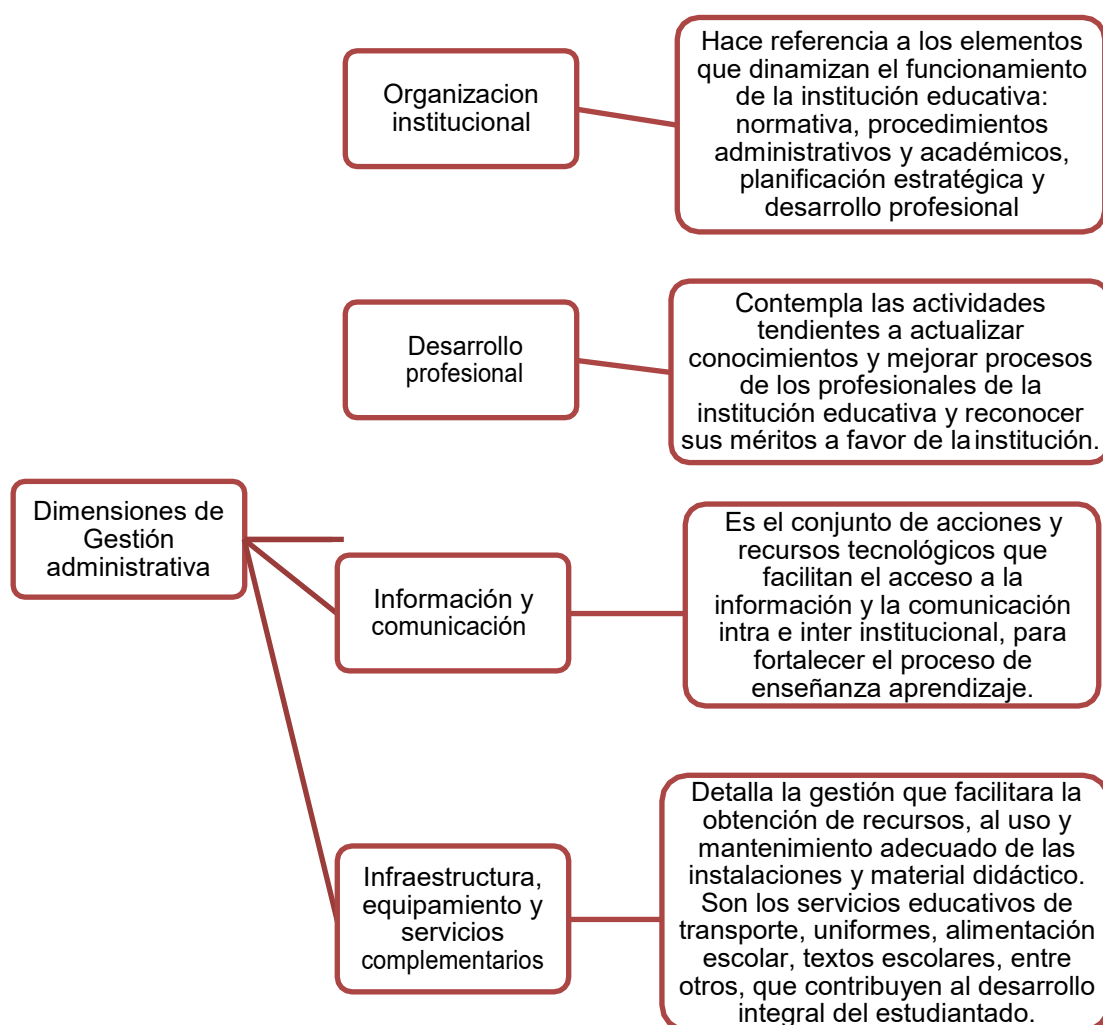 Organizacion
institucional
Hace referencia a los elementos
que dinamizan el funcionamiento
de la institución educativa:
normativa, procedimientos
administrativos y académicos,
planificación estratégica y
desarrollo profesional
Desarrollo
profesional
Contempla las actividades
tendientes a actualizar
conocimientos y mejorar procesos
de los profesionales de la
institución educativa y reconocer
sus méritos a favor de la institución.
Dimensiones de
Gestión
administrativa
Información y
comunicación
Es el conjunto de acciones y
recursos tecnológicos que
facilitan el acceso a la
información y la comunicación
intra e inter institucional, para
fortalecer el proceso de
enseñanza aprendizaje.
Infraestructura,
equipamiento y
servicios
complementarios
Detalla la gestión que facilitara la
obtención de recursos, al uso y
mantenimiento adecuado de las
instalaciones y material didáctico.
Son los servicios educativos de
transporte, uniformes, alimentación
escolar, textos escolares, entre
otros, que contribuyen al desarrollo
integral del estudiantado.